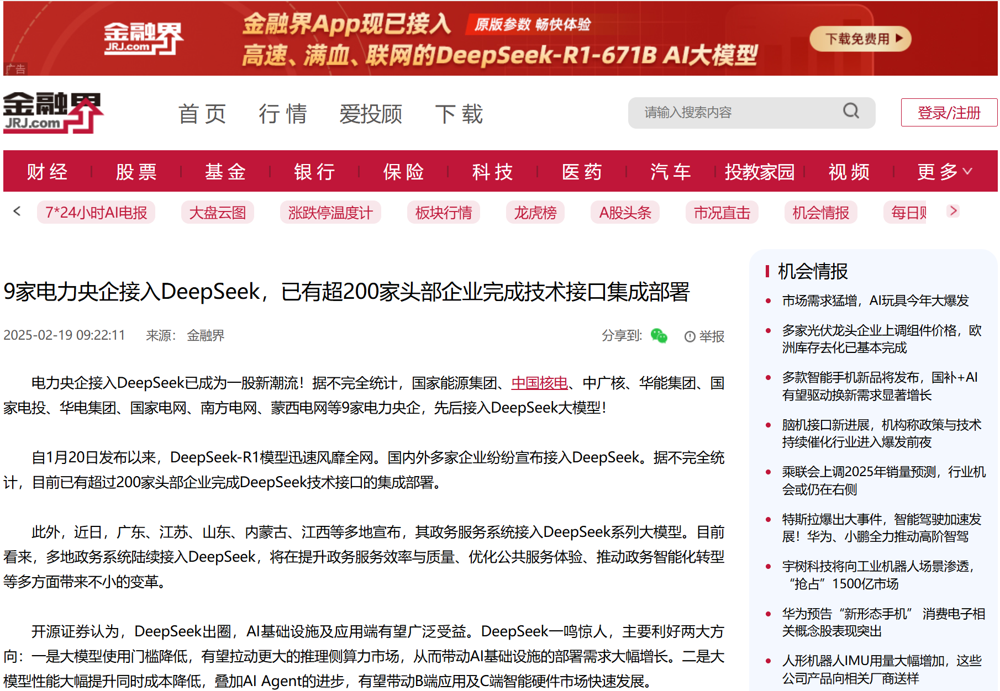 金融界
JRJ.com
金融界App现已接入 原版参数 畅快体验
高速、满血、联网的DeepSeek-R1-671B AI大模型
下载免费用
广告
金融界
JRJ.com
首页 行情 爱投顾 下载
请输入搜索内容
登录/注册
财经 股票 基金 银行 保险 科技 医药 汽车 投教家园 视频 更多
7*24小时AI电报 大盘云图 涨跌停温度计 板块行情 龙虎榜 A股头条 市况直击 机会情报 每日
9家电力央企接入DeepSeek，已有超200家头部企业完成技术接口集成部署
2025-02-19 09:22:11 来源： 金融界
分享到: 举报
电力央企接入DeepSeek已成为一股新潮流！据不完全统计，国家能源集团、中国核电、中广核、华能集团、国
家电投、华电集团、国家电网、南方电网、蒙西电网等9家电力央企，先后接入DeepSeek大模型！
自1月20日发布以来，DeepSeek-R1模型迅速风靡全网。国内外多家企业纷纷宣布接入DeepSeek。据不完全统
计，目前已有超过200家头部企业完成DeepSeek技术接口的集成部署。
此外，近日，广东、江苏、山东、内蒙古、江西等多地宣布，其政务服务系统接入DeepSeek系列大模型。目前
看来，多地政务系统陆续接入DeepSeek，将在提升政务服务效率与质量、优化公共服务体验、推动政务智能化转型
等多方面带来不小的变革。
开源证券认为，DeepSeek出圈，AI基础设施及应用端有望广泛受益。DeepSeek一鸣惊人，主要利好两大方
向：一是大模型使用门槛降低，有望拉动更大的推理侧算力市场，从而带动AI基础设施的部署需求大幅增长。二是大
模型性能大幅提升同时成本降低，叠加AI Agent的进步，有望带动B端应用及C端智能硬件市场快速发展。
机会情报
市场需求猛增，AI玩具今年大爆发
多家光伏龙头企业上调组件价格，欧
洲库存去化已基本完成
多款智能手机新品将发布，国补+AI
有望驱动换新需求显著增长
脑机接口新进展，机构称政策与技术
持续催化行业进入爆发前夜
乘联会上调2025年销量预测，行业机
会或仍在右侧
特斯拉爆出大事件，智能驾驶加速发
展！华为、小鹏全力推动高阶智驾
宇树科技将向工业机器人场景渗透，
“抢占”1500亿市场
华为预告“新形态手机” 消费电子相
关概念股表现突出
人形机器人IMU用量大幅增加，这些
公司产品向相关厂商送样